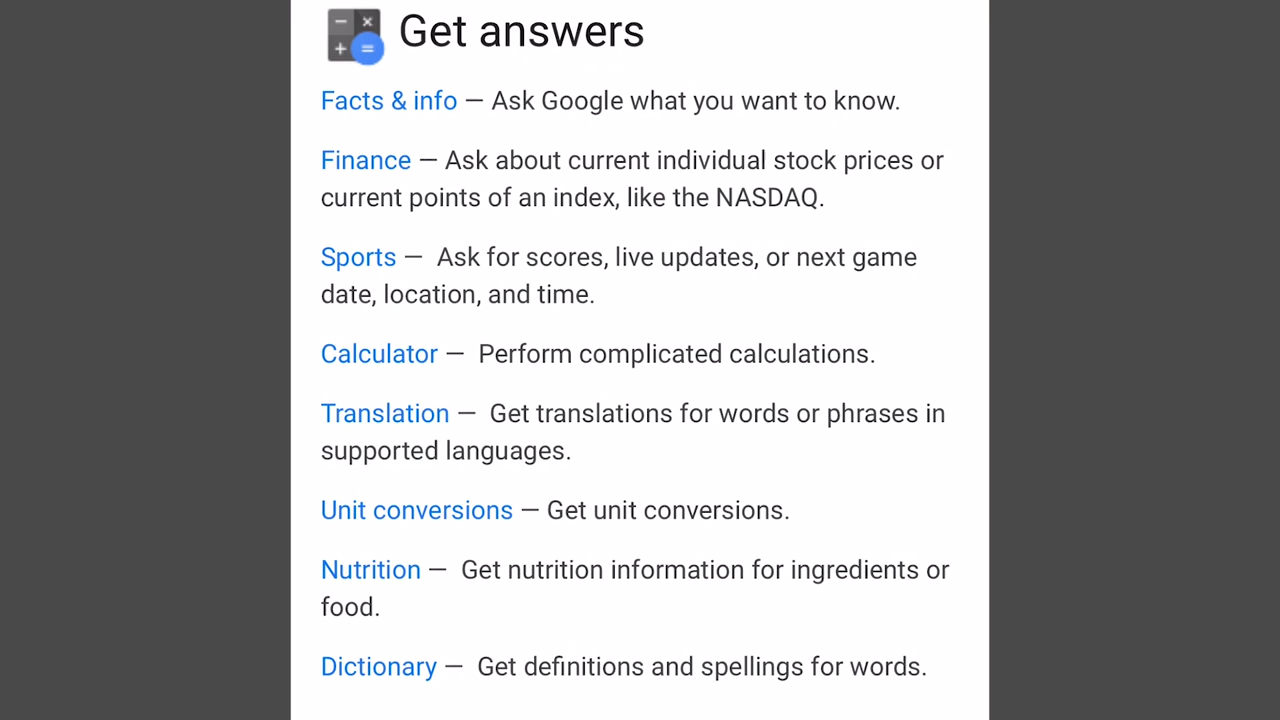 Get answers
Facts & info — Ask Google what you want to know.
Finance — Ask about current individual stock prices or
current points of an index, like the NASDAQ.
Sports — Ask for scores, live updates, or next game
date, location, and time.
Calculator — Perform complicated calculations.
Translation — Get translations for words or phrases in
supported languages.
Unit conversions — Get unit conversions.
Nutrition — Get nutrition information for ingredients or
food.
Dictionary — Get definitions and spellings for words.